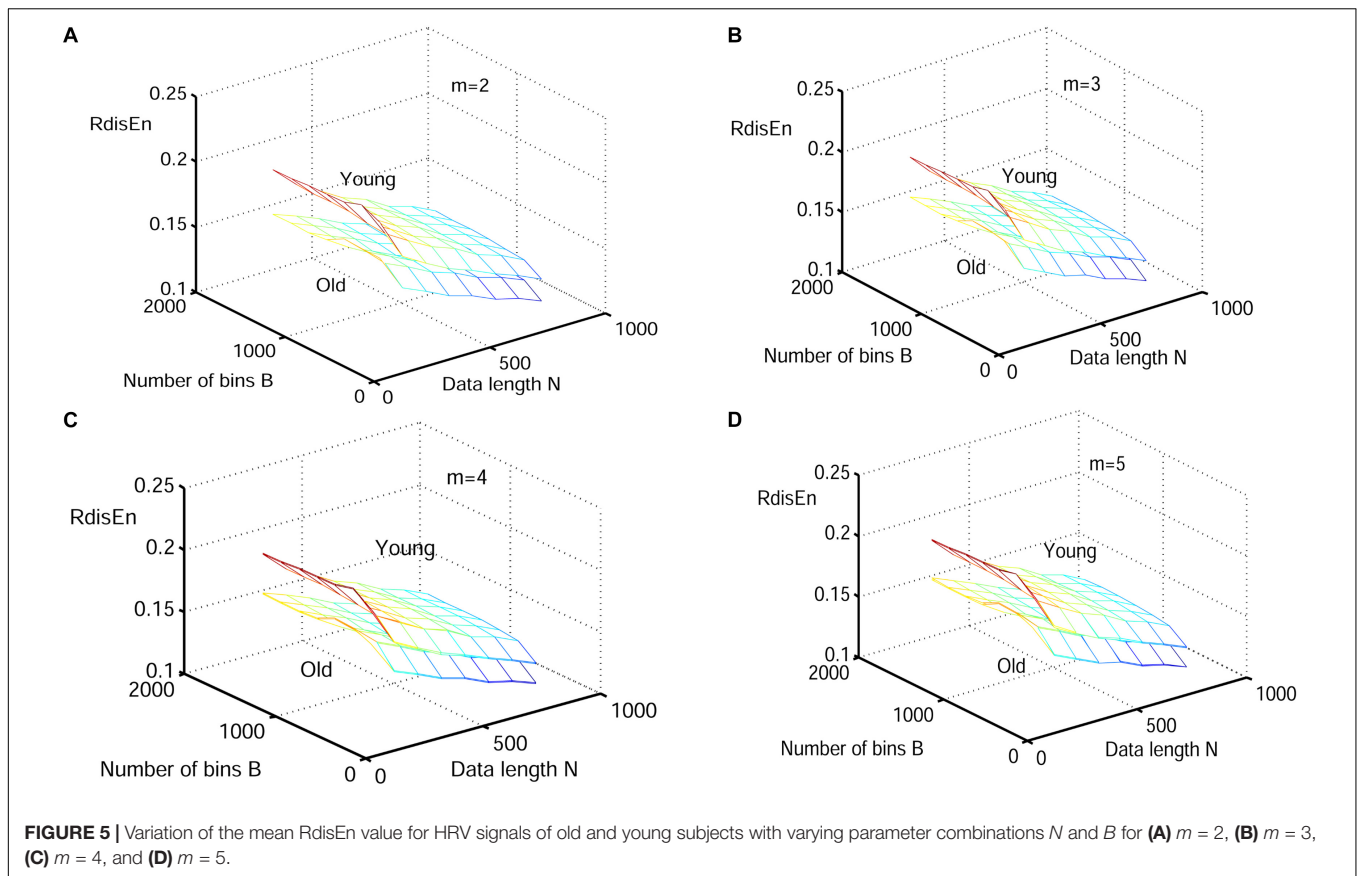 A
m=2
0.25
RdisEn
0.2
Young
0.15
Old
0.1
2000
1000
1000
500
Number of bins B
Data length N
0 0
B
m=3
0.25
RdisEn
0.2
Young
0.15
Old
0.1
2000
1000
1000
500
Number of bins B
Data length N
0 0
C
m=4
0.25
RdisEn
0.2
Young
0.15
Old
0.1
2000
1000
1000
500
Number of bins B
Data length N
0 0
D
m=5
0.25
RdisEn
0.2
Young
0.15
Old
0.1
2000
1000
1000
500
Number of bins B
Data length N
0 0
FIGURE 5 | Variation of the mean RdisEn value for HRV signals of old and young subjects with varying parameter combinations N and B for (A) m = 2, (B) m = 3,
(C) m = 4, and (D) m = 5.